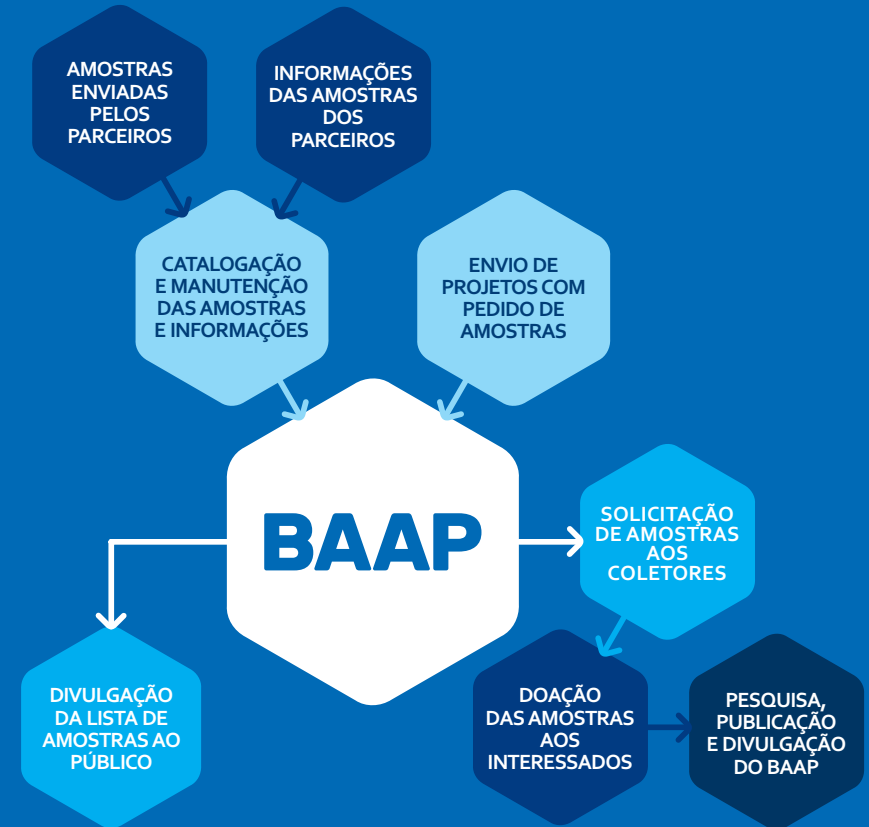 AMOSTRAS
ENVIADAS
PELOS
PARCEIROS
INFORMAÇÕES
DAS AMOSTRAS
DOS
PARCEIROS
CATALOGAÇÃO
E MANUTENÇÃO
DAS AMOSTRAS
E INFORMAÇÕES
ENVIO DE
PROJETOS COM
PEDIDO DE
AMOSTRAS
BAAP
SOLICITAÇÃO
DE AMOSTRAS
AOS
COLETORES
DIVULGAÇÃO
DA LISTA DE
AMOSTRAS AO
PÚBLICO
DOAÇÃO
DAS AMOSTRAS
AOS
INTERESSADOS
PESQUISA,
PUBLICAÇÃO
E DIVULGAÇÃO
DO BAAP